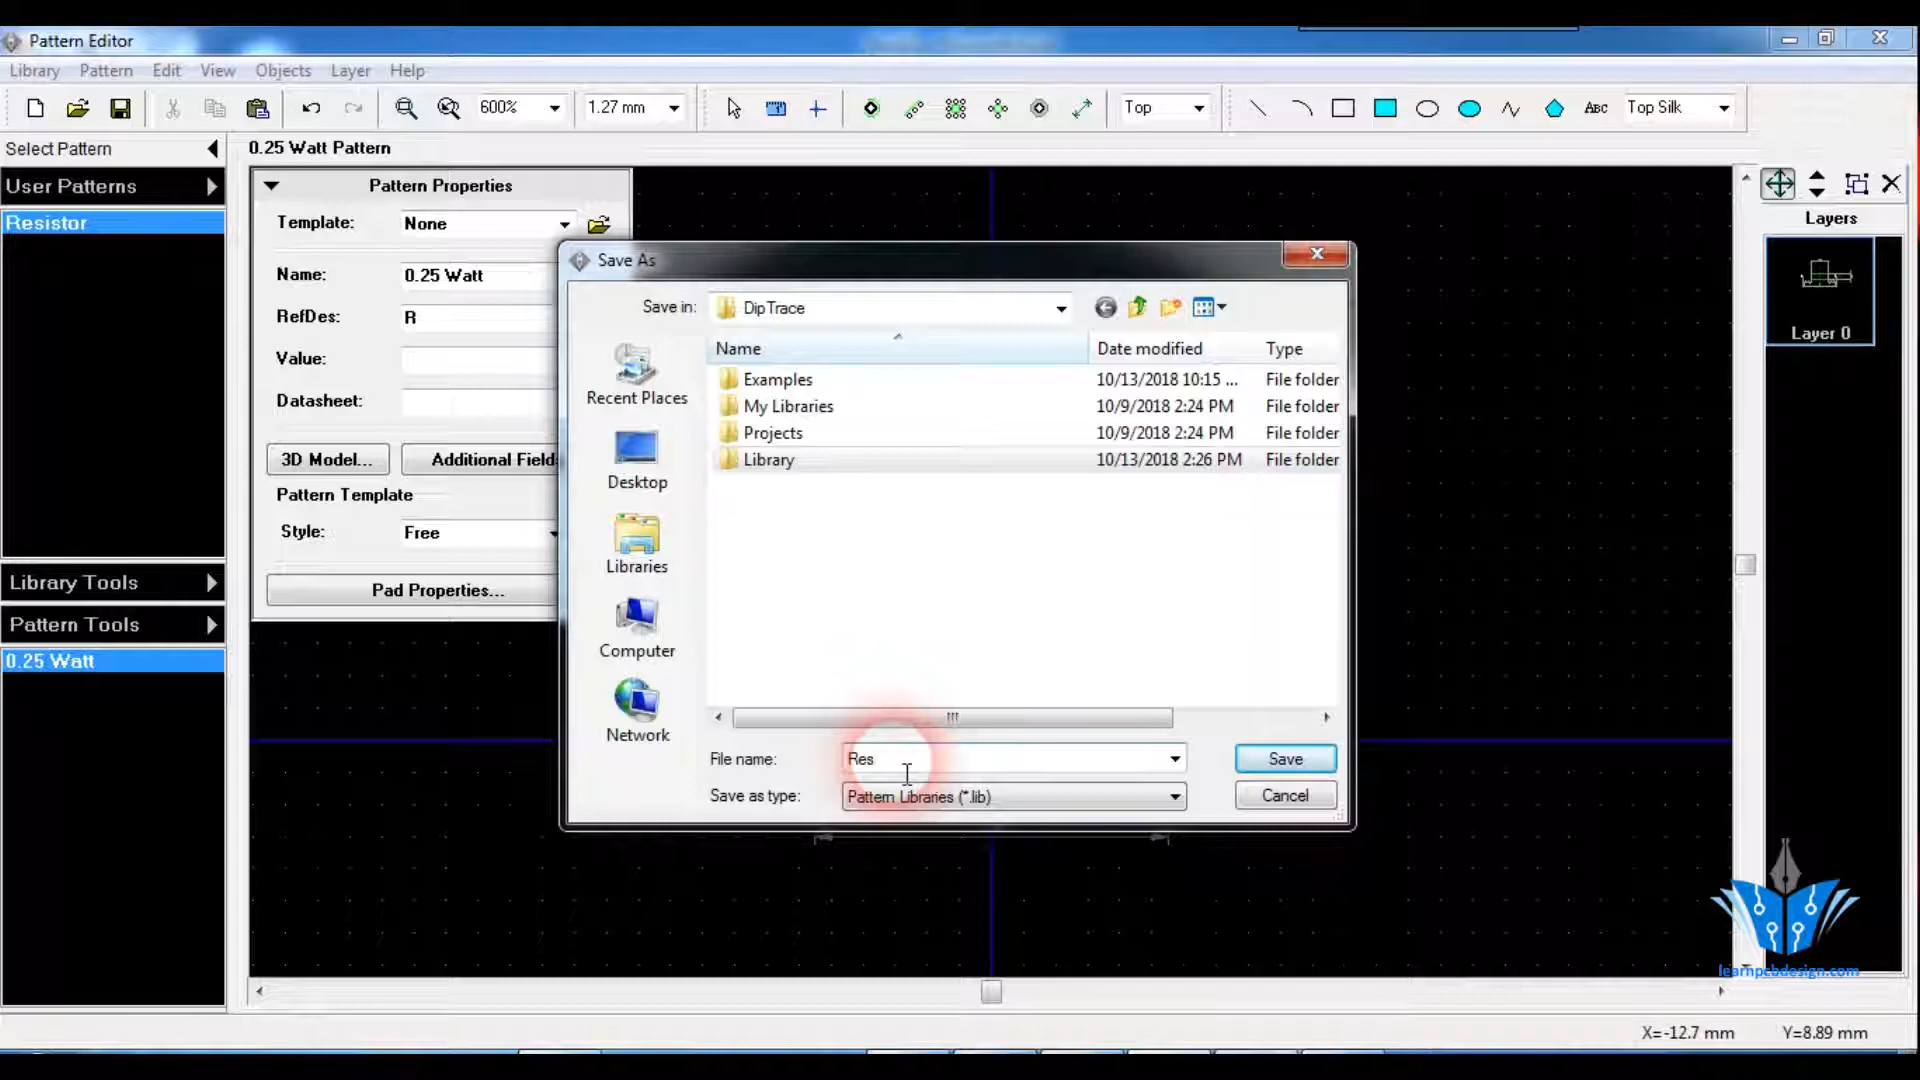 Pattern Editor
Library Pattern Edit View Objects Layer Help
600% 1.27 mm Top ABC Top Silk
Select Pattern
0.25 Watt Pattern
User Patterns
Resistor
Library Tools
Pattern Tools
0.25 Watt
Pattern Properties
Template: None
Name: 0.25 Watt
RefDes: R
Value:
Datasheet:
3D Model... Additional Field
Pattern Template
Style: Free
Pad Properties...
Save As
Save in: DipTrace
Name Date modified Type
Examples 10/13/2018 10:15 ... File folder
My Libraries 10/9/2018 2:24 PM File folder
Projects 10/9/2018 2:24 PM File folder
Library 10/13/2018 2:26 PM File folder
Recent Places
Desktop
Libraries
Computer
Network
File name: Res
Save as type: Pattern Libraries (*.lib)
Save
Cancel
Layers
Layer 0
learnpcbdesign.com
X=-12.7 mm Y=8.89 mm